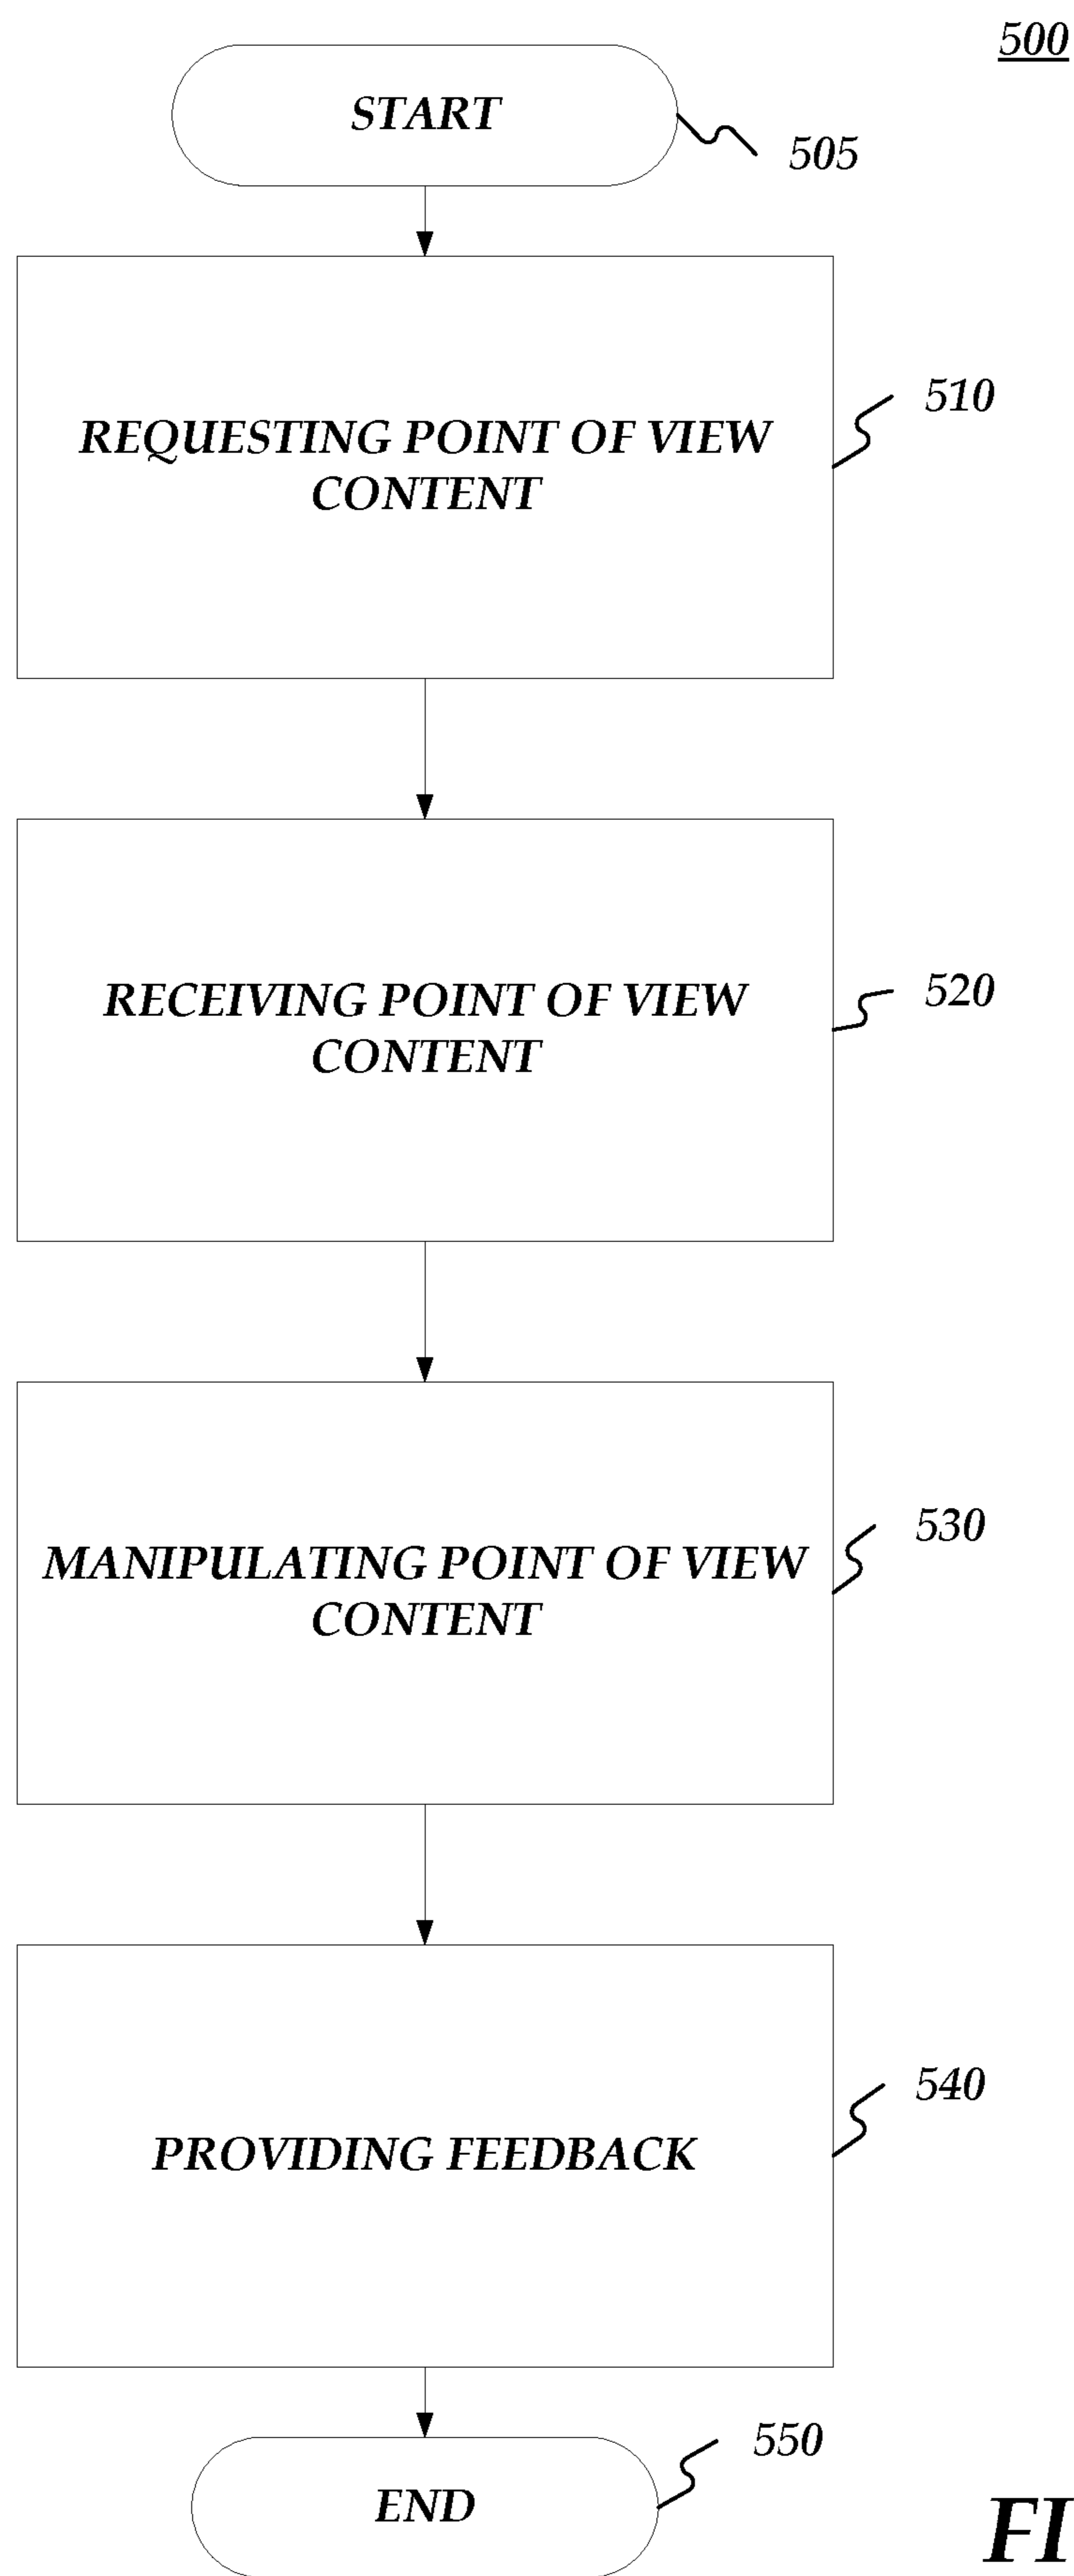 500
START
505
REQUESTING POINT OF VIEW
CONTENT
510
RECEIVING POINT OF VIEW
CONTENT
520
MANIPULATING POINT OF VIEW
CONTENT
530
PROVIDING FEEDBACK
540
550
END
FI